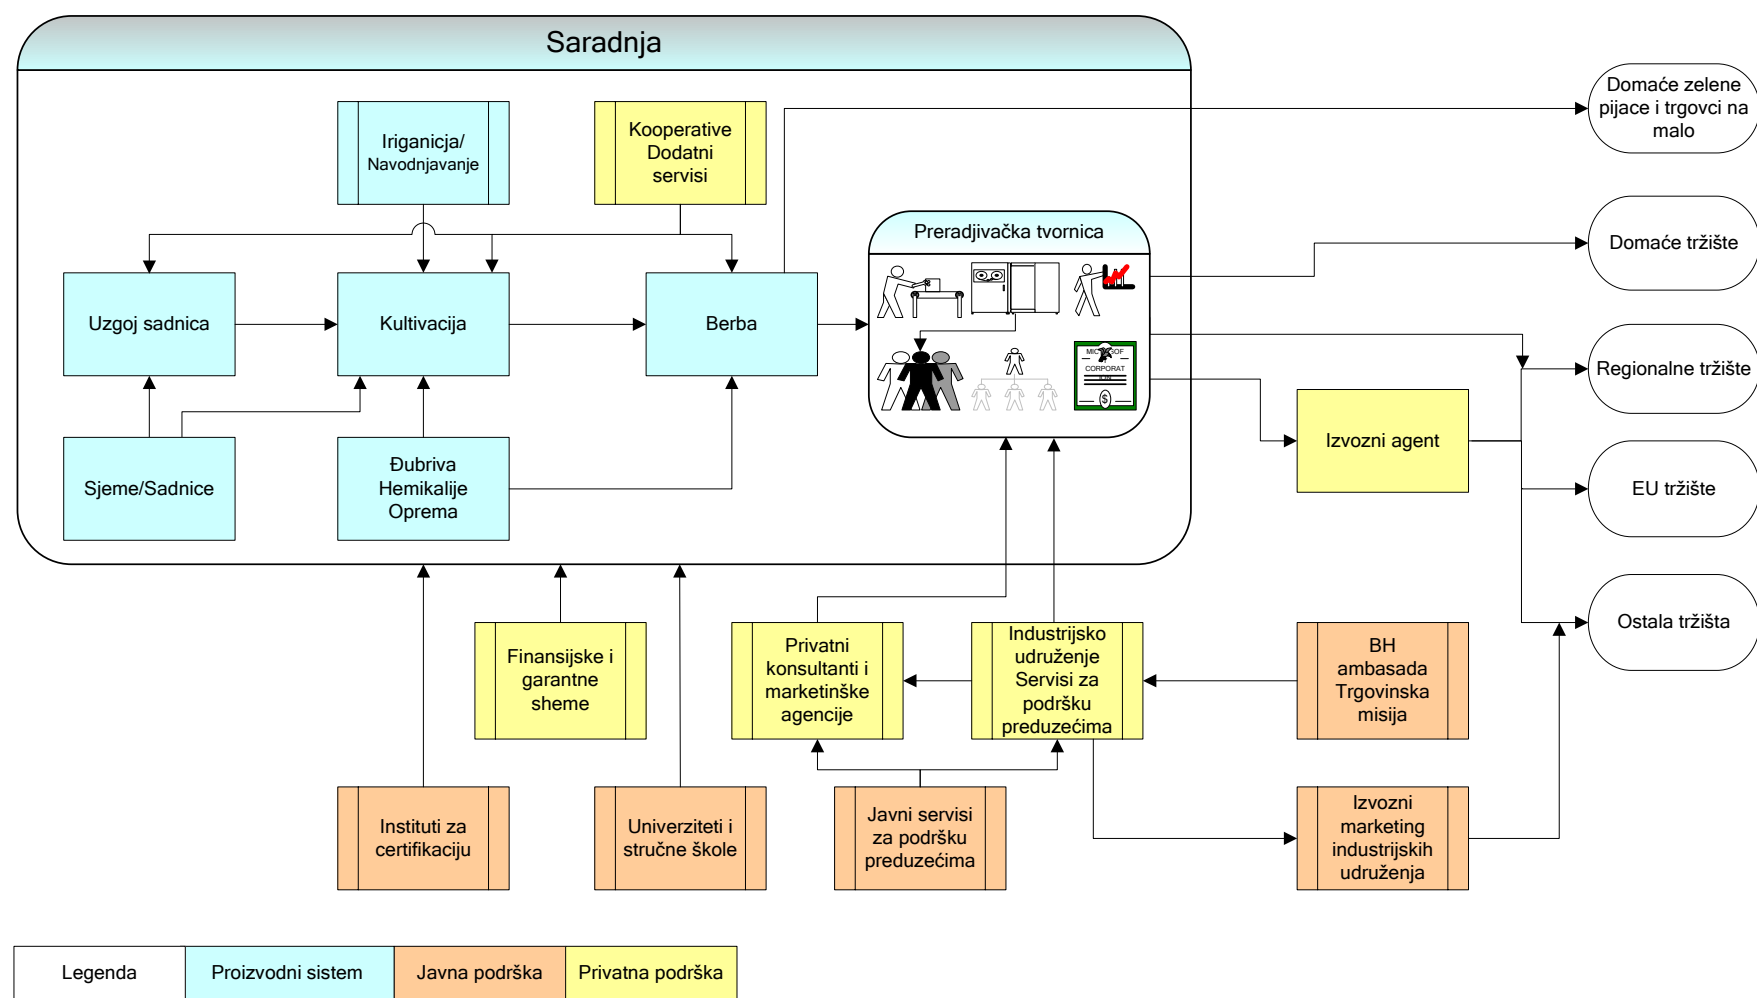 Saradnja
Domaće zelene
pijace i trgovci na
malo
Iriganicja/
Navodnjavanje
Kooperative
Dodatni
servisi
Preradjivačka tvornica
Domaće tržište
Uzgoj sadnica
Kultivacija
Berba
CORPORAT
$
Regionalne tržište
Izvozni agent
Sjeme/Sadnice
Đubriva
Hemikalije
Oprema
EU tržište
Finansijske i
garantne
sheme
Privatni
konsultanti i
marketinške
agencije
Industrijsko
udruženje
Servisi za
podršku
preduzećima
BH
ambasada
Trgovinska
misija
Ostala tržišta
Instituti za
certifikaciju
Univerziteti i
stručne škole
Javni servisi
za podršku
preduzećima
Izvozni
marketing
industrijskih
udruženja
Legenda
Proizvodni sistem
Javna podrška
Privatna podrška